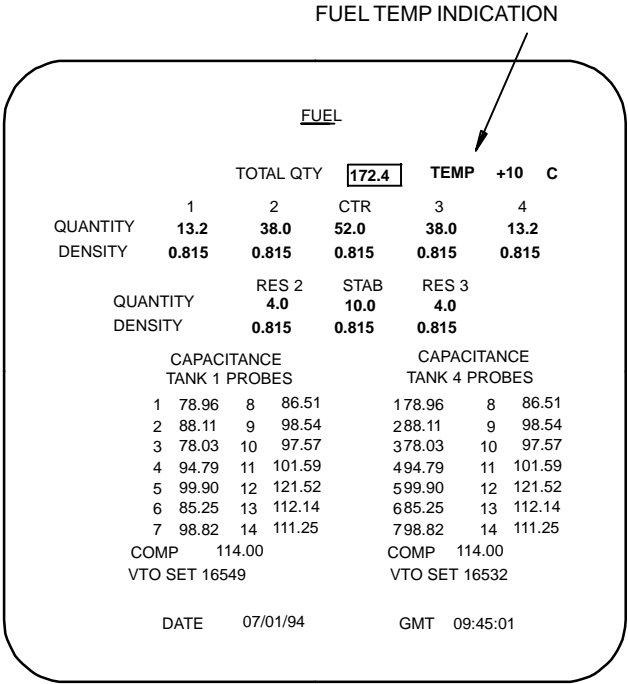 FUEL TEMP INDICATION
FUEL
TOTAL QTY 172.4 TEMP +10 C
1 2 CTR 3 4
QUANTITY 13.2 38.0 52.0 38.0 13.2
DENSITY 0.815 0.815 0.815 0.815 0.815
RES 2 STAB RES 3
QUANTITY 4.0 10.0 4.0
DENSITY 0.815 0.815 0.815
CAPACITANCE CAPACITANCE
TANK 1 PROBES TANK 4 PROBES
1 78.96 8 86.51 178.96 8 86.51
2 88.11 9 98.54 288.11 9 98.54
3 78.03 10 97.57 378.03 10 97.57
4 94.79 11 101.59 494.79 11 101.59
5 99.90 12 121.52 599.90 12 121.52
6 85.25 13 112.14 685.25 13 112.14
7 98.82 14 111.25 798.82 14 111.25
COMP 114.00 COMP 114.00
VTO SET 16549 VTO SET 16532
DATE 07/01/94 GMT 09:45:01